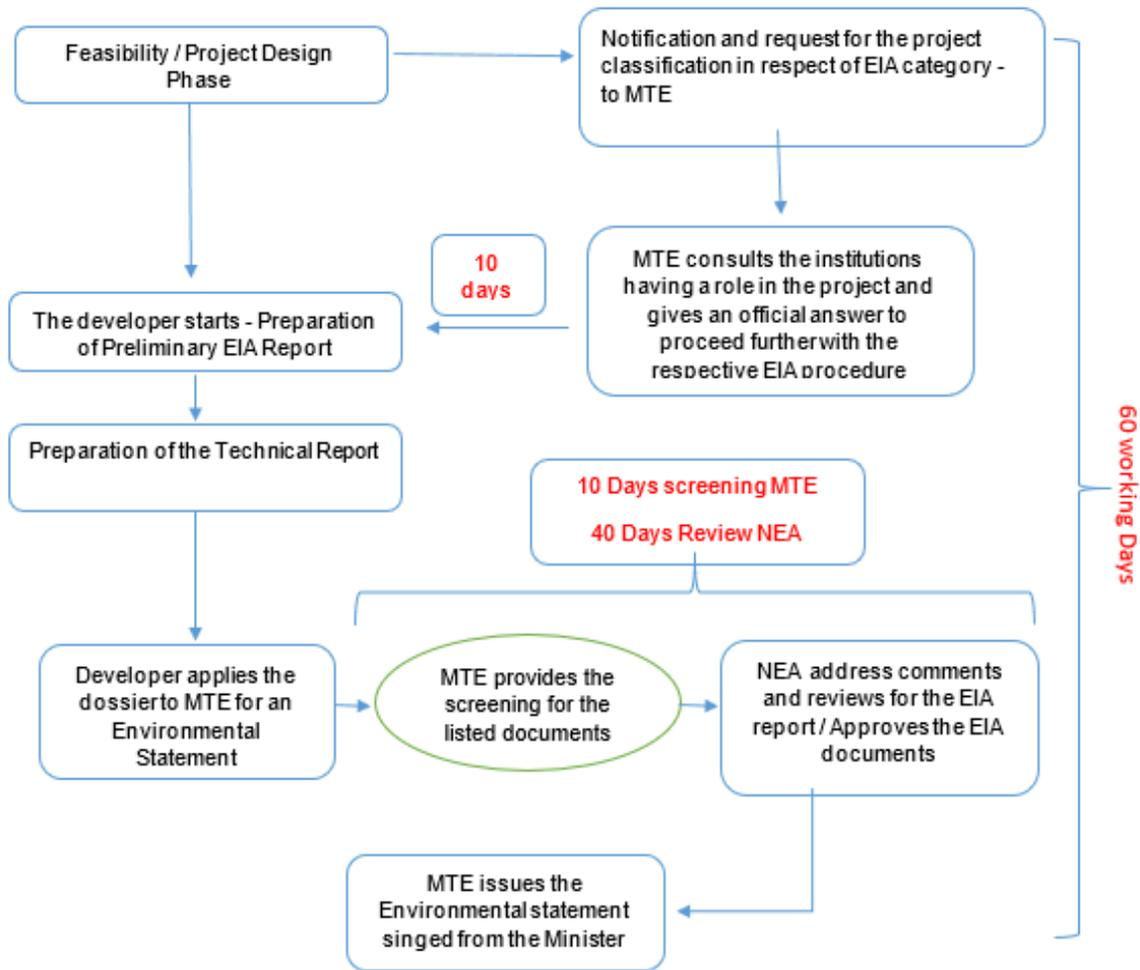 Feasibility / Project Design
Phase
Notification and request for the project
classification in respect of EIA category -
to MTE
MTE consults the institutions
having a role in the project and
gives an official answer to
proceed further with the
respective EIA procedure
10
days
The developer starts - Preparation
of Preliminary EIA Report
Preparation of the Technical Report
10 Days screening MTE
40 Days Review NEA
60 working Days
Developer applies the
dossier to MTE for an
Environmental
Statement
MTE provides the
screening for the
listed documents
NEA address comments
and reviews for the EIA
report / Approves the EIA
documents
MTE issues the
Environmental statement
singed from the Minister